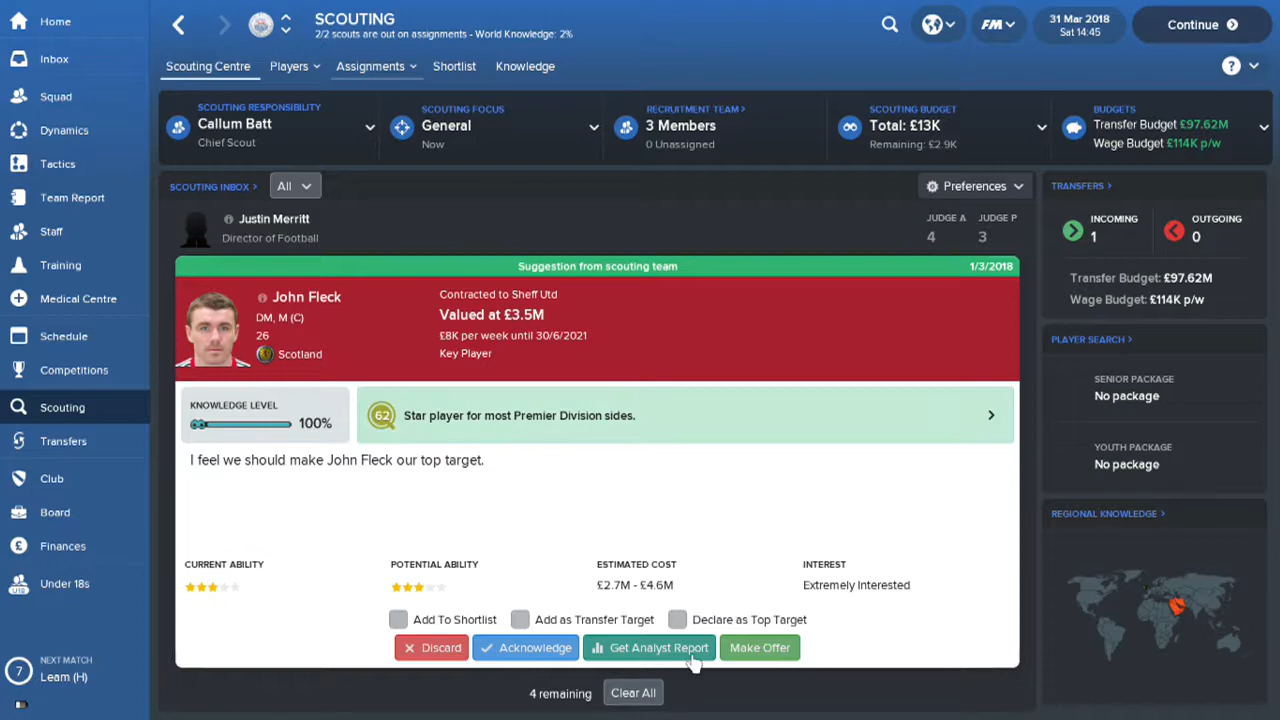 Home
Inbox
Squad
Dynamics
Tactics
Team Report
Staff
Training
Medical Centre
Schedule
Competitions
Scouting
Transfers
Club
Board
Finances
Under 18s
U18
7
NEXT MATCH
Leam (H)
SCOUTING
2/2 scouts are out on assignments - World Knowledge: 2%
FM
31 Mar 2018
Sat 14:45
Continue
Scouting Centre
Players
Assignments
Shortlist
Knowledge
?
SCOUTING RESPONSIBILITY
Callum Batt
Chief Scout
SCOUTING FOCUS
General
Now
RECRUITMENT TEAM >
3 Members
0 Unassigned
SCOUTING BUDGET
Total: £13K
Remaining: £2.9K
BUDGETS
Transfer Budget £97.62M
Wage Budget £114K p/w
SCOUTING INBOX >
All
Preferences
Justin Merritt
Director of Football
JUDGE A
4
JUDGE P
3
Suggestion from scouting team
1/3/2018
John Fleck
DM, M (C)
26
Scotland
Contracted to Sheff Utd
Valued at £3.5M
£8K per week until 30/6/2021
Key Player
KNOWLEDGE LEVEL
100%
62
Star player for most Premier Division sides.
I feel we should make John Fleck our top target.
CURRENT ABILITY
POTENTIAL ABILITY
ESTIMATED COST
£2.7M - £4.6M
INTEREST
Extremely Interested
Add To Shortlist
Add as Transfer Target
Declare as Top Target
Discard
Acknowledge
Get Analyst Report
Make Offer
4 remaining
Clear All
TRANSFERS >
INCOMING
1
OUTGOING
0
Transfer Budget: £97.62M
Wage Budget: £114K p/w
PLAYER SEARCH >
SENIOR PACKAGE
No package
YOUTH PACKAGE
No package
REGIONAL KNOWLEDGE >